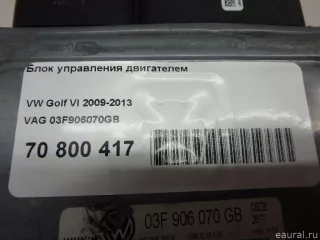 Блок управления двигателем
VW Golf VI 2009-2013
VAG 03F906070GB
70 800 417
03F 906 070 GB
eaural.ru